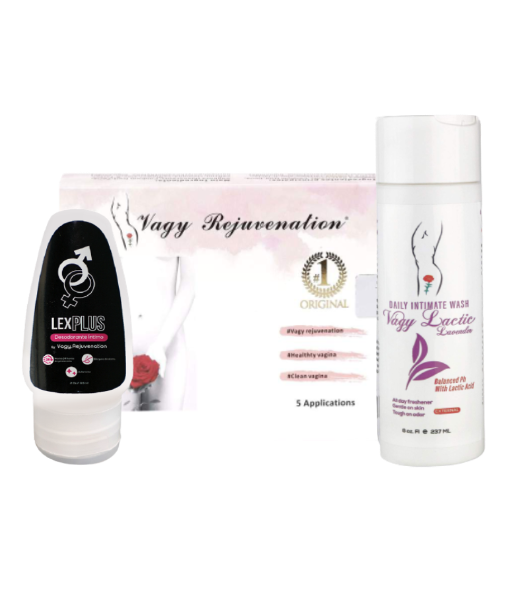 Vagy Rejuvenation®
#1
ORIGINAL
#Vagy rejuvenation
#Healthly vagina
#Clean vagina
5 Applications
LEXPLUS
Desodorante Intimo
by Vagy Rejuvenation
DAILY INTIMATE WASH
Vagy Lactic
Lavender
Balanced Ph
With Lactic Acid
All day freshener
Gentle on skin
Tough on odor
EXTERNAL
8 oz. Fl e 237 ML